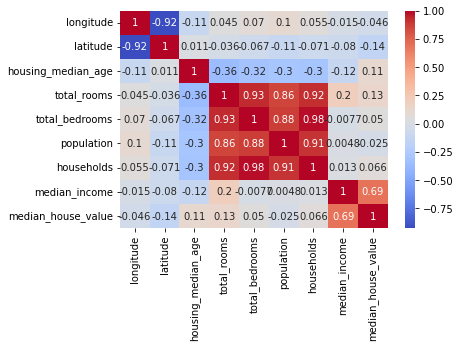 longitude 1 -0.92 -0.11 0.045 0.07 0.1 0.055 -0.015 -0.046
latitude -0.92 1 0.011 -0.036 -0.067 -0.11 -0.071 -0.08 -0.14
housing_median_age -0.11 0.011 1 -0.36 -0.32 -0.3 -0.3 -0.12 0.11
total_rooms 0.045 -0.036 -0.36 1 0.93 0.86 0.92 0.2 0.13
total_bedrooms 0.07 -0.067 -0.32 0.93 1 0.88 0.98 -0.0077 0.05
population 0.1 -0.11 -0.3 0.86 0.88 1 0.91 0.0048 -0.025
households 0.055 -0.071 -0.3 0.92 0.98 0.91 1 0.013 0.066
median_income -0.015 -0.08 -0.12 0.2 -0.0077 0.0048 0.013 1 0.69
median_house_value -0.046 -0.14 0.11 0.13 0.05 -0.025 0.066 0.69 1
longitude
latitude
housing_median_age
total_rooms
total_bedrooms
population
households
median_income
median_house_value
1.00
0.75
0.50
0.25
0.00
−0.25
−0.50
−0.75